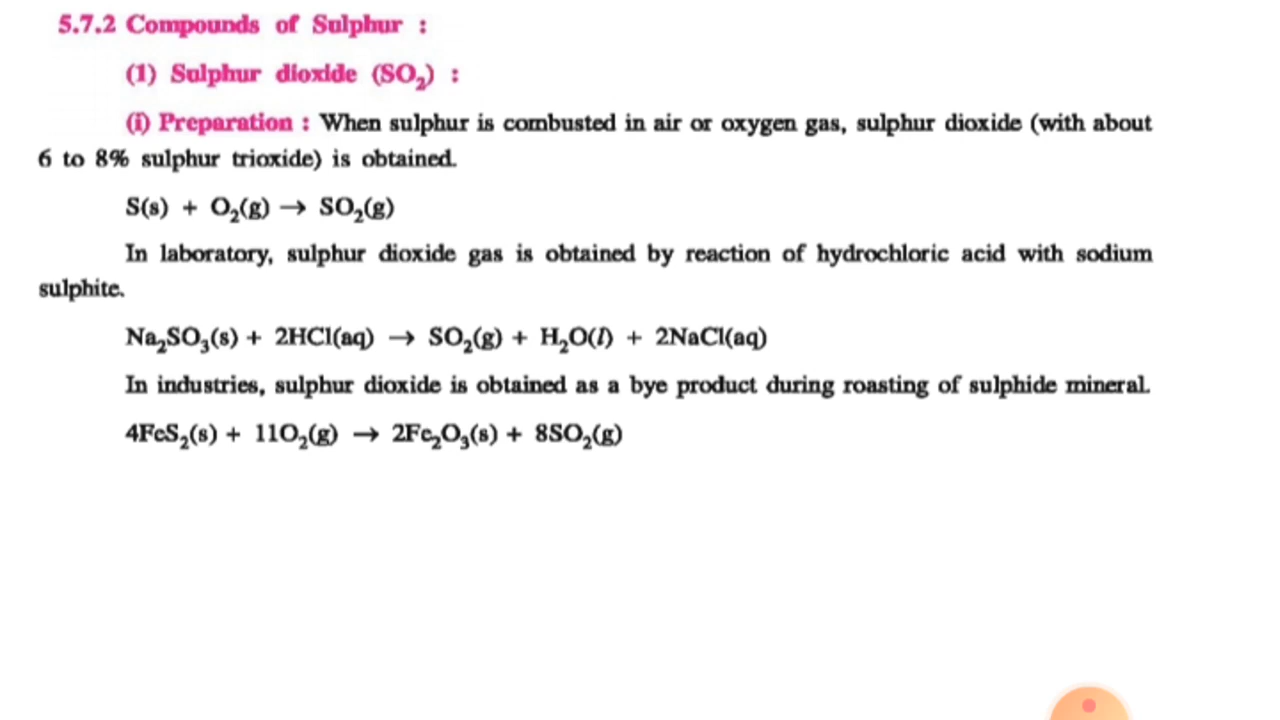 5.7.2 Compounds of Sulphur :
(1) Sulphur dioxide (SO₂) :
(i) Preparation : When sulphur is combusted in air or oxygen gas, sulphur dioxide (with about
6 to 8% sulphur trioxide) is obtained.
S(s) + O₂(g) → SO₂(g)
In laboratory, sulphur dioxide gas is obtained by reaction of hydrochloric acid with sodium
sulphite.
Na₂SO₃(s) + 2HCl(aq) → SO₂(g) + H₂O(l) + 2NaCl(aq)
In industries, sulphur dioxide is obtained as a bye product during roasting of sulphide mineral.
4FeS₂(s) + 11O₂(g) → 2Fe₂O₃(s) + 8SO₂(g)